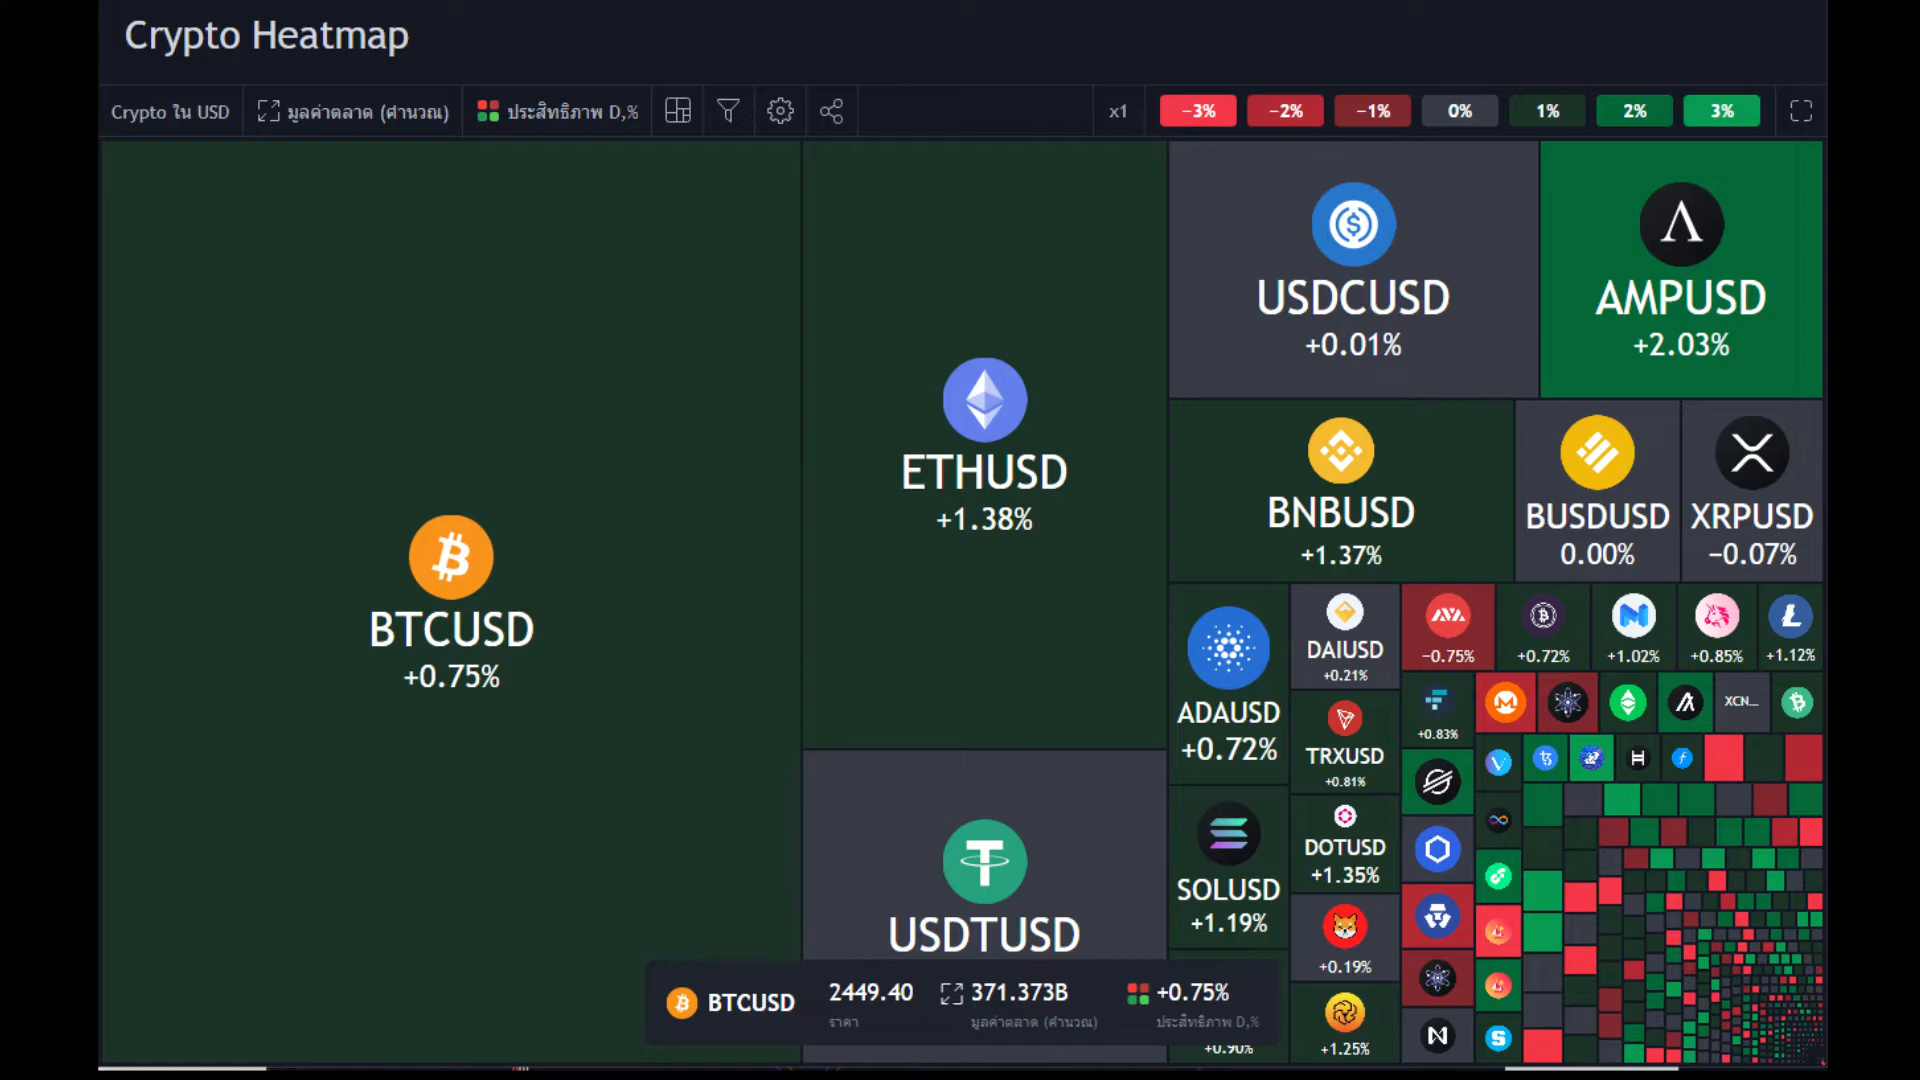 Crypto Heatmap
Crypto ใน USD
มูลค่าตลาด (คำนวณ)
ประสิทธิภาพ D,%
x1
−3%
−2%
−1%
0%
1%
2%
3%
BTCUSD
+0.75%
ETHUSD
+1.38%
USDTUSD
USDCUSD
+0.01%
AMPUSD
+2.03%
BNBUSD
+1.37%
BUSDUSD
0.00%
XRPUSD
−0.07%
ADAUSD
+0.72%
SOLUSD
+1.19%
+0.90%
DAIUSD
+0.21%
TRXUSD
+0.81%
DOTUSD
+1.35%
+0.19%
+1.25%
−0.75%
+0.72%
+1.02%
+0.85%
+1.12%
+0.83%
XCN...
BTCUSD
2449.40
ราคา
371.373B
มูลค่าตลาด (คำนวณ)
+0.75%
ประสิทธิภาพ D,%